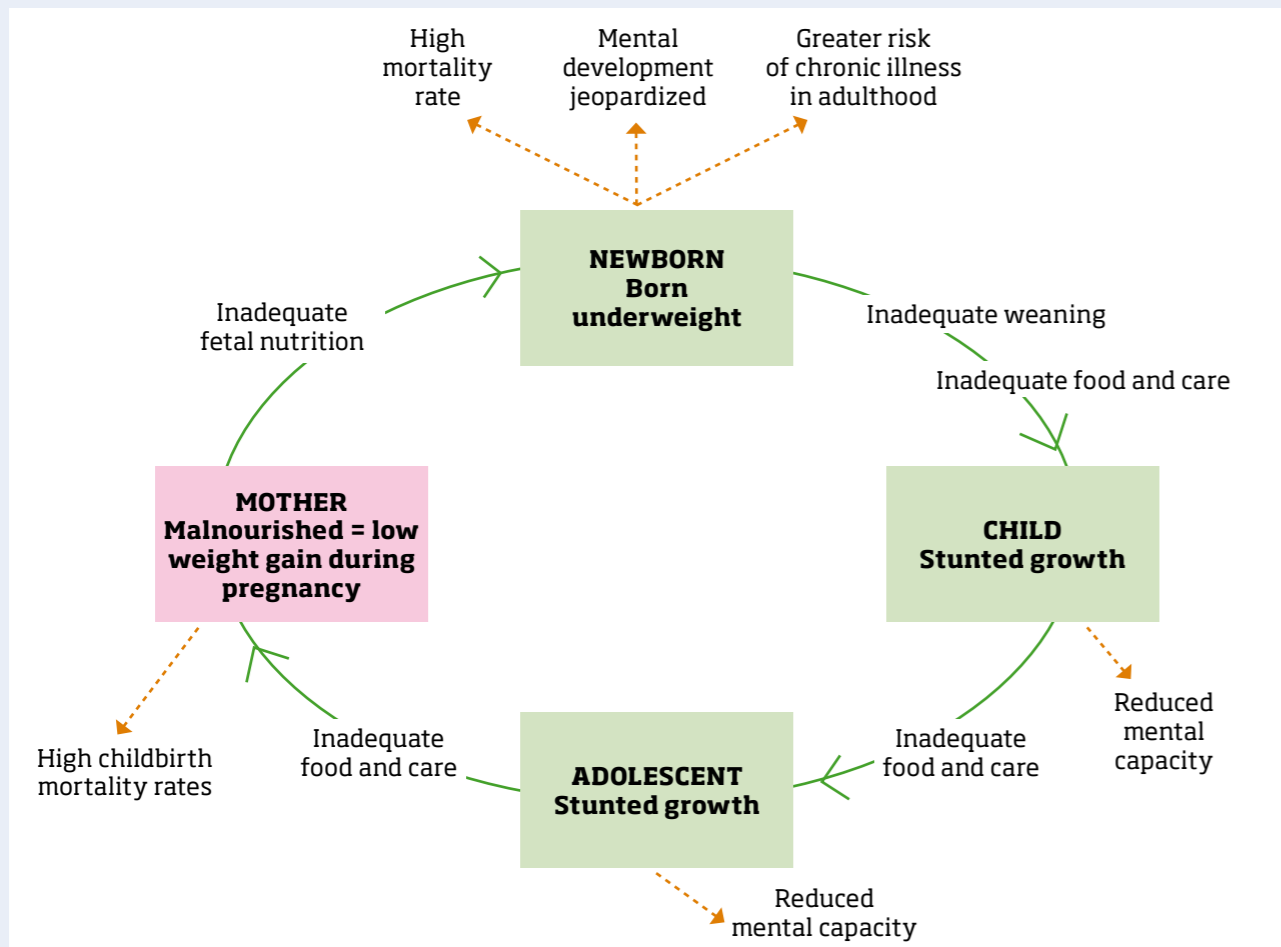 High
mortality
rate
Mental
development
jeopardized
Greater risk
of chronic illness
in adulthood
NEWBORN
Born
underweight
Inadequate
fetal nutrition
Inadequate weaning
Inadequate food and care
MOTHER
Malnourished = low
weight gain during
pregnancy
CHILD
Stunted growth
High childbirth
mortality rates
Inadequate
food and care
ADOLESCENT
Stunted growth
Inadequate
food and care
Reduced
mental
capacity
Reduced
mental capacity